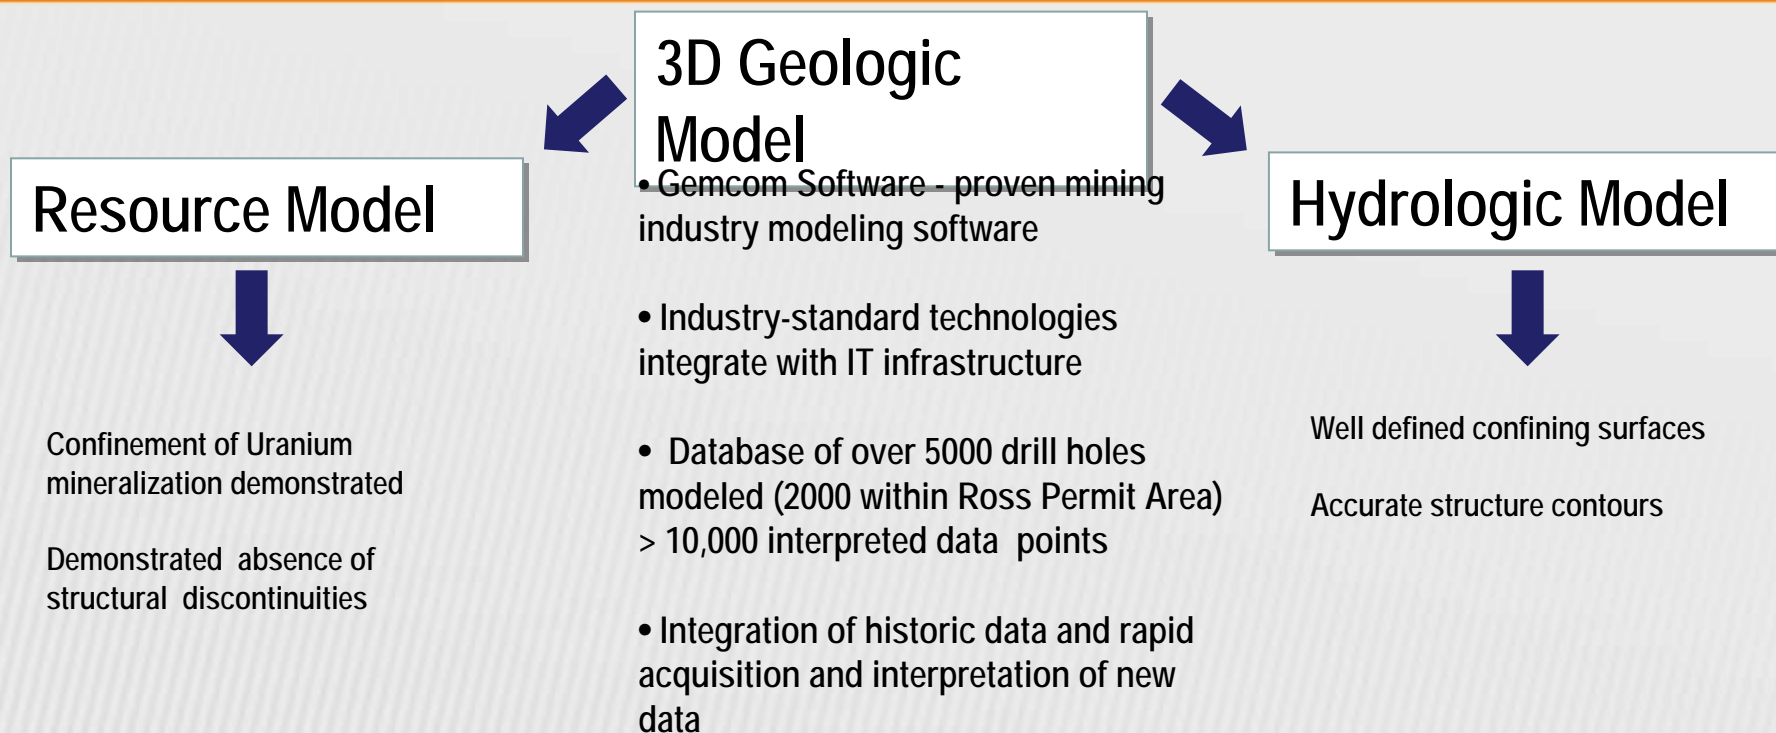 3D Geologic
Model
• Gemcom Software - proven mining
industry modeling software
• Industry-standard technologies
integrate with IT infrastructure
• Database of over 5000 drill holes
modeled (2000 within Ross Permit Area)
> 10,000 interpreted data points
• Integration of historic data and rapid
acquisition and interpretation of new
data
Resource Model
Confinement of Uranium
mineralization demonstrated
Demonstrated absence of
structural discontinuities
Hydrologic Model
Well defined confining surfaces
Accurate structure contours